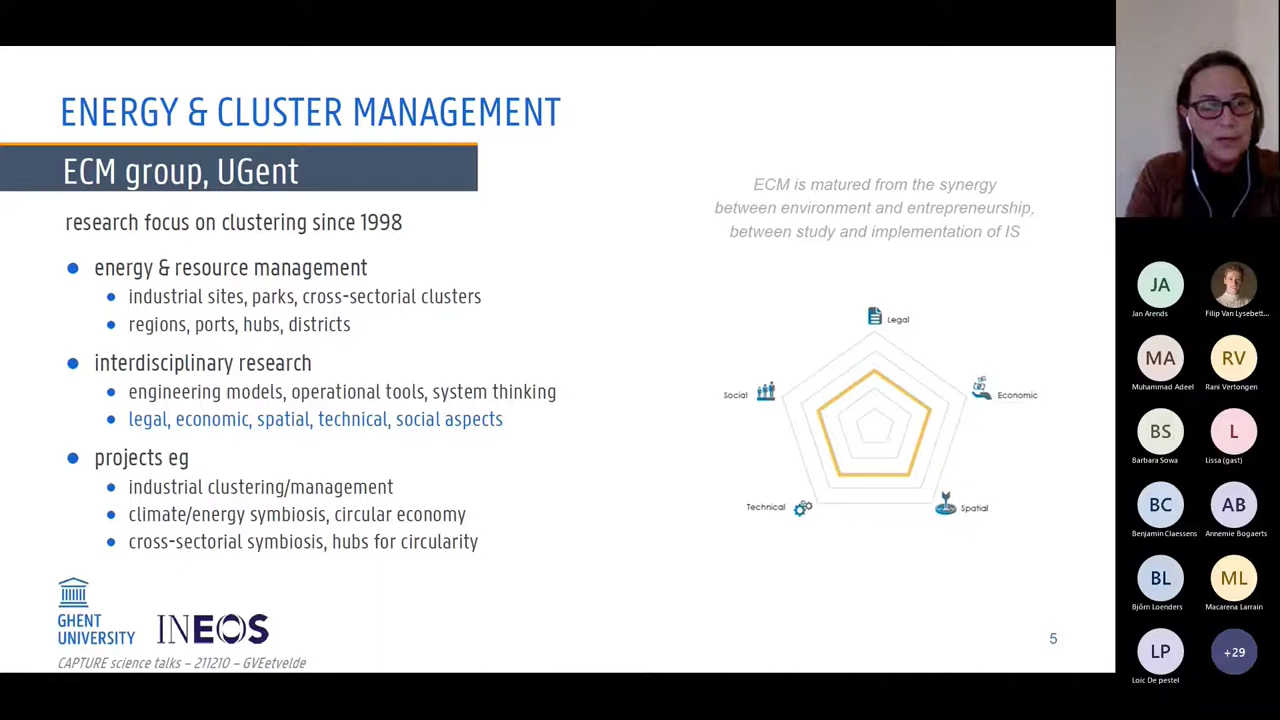 ENERGY & CLUSTER MANAGEMENT
ECM group, UGent
research focus on clustering since 1998
energy & resource management
industrial sites, parks, cross-sectorial clusters
regions, ports, hubs, districts
interdisciplinary research
engineering models, operational tools, system thinking
legal, economic, spatial, technical, social aspects
projects eg
industrial clustering/management
climate/energy symbiosis, circular economy
cross-sectorial symbiosis, hubs for circularity
ECM is matured from the synergy
between environment and entrepreneurship,
between study and implementation of IS
Legal
Social
Economic
Technical
Spatial
GHENT
UNIVERSITY
INEOS
CAPTURE science talks – 211210 – GVEetvelde
5
JA
Jan Arends
Filip Van Lysebett...
MA
Muhammad Adeel
RV
Rani Vertongen
BS
Barbara Sowa
L
Lissa (gast)
BC
Benjamin Claessens
AB
Annemie Bogaerts
BL
Björn Loenders
ML
Macarena Larrain
LP
Loic De pestel
+29